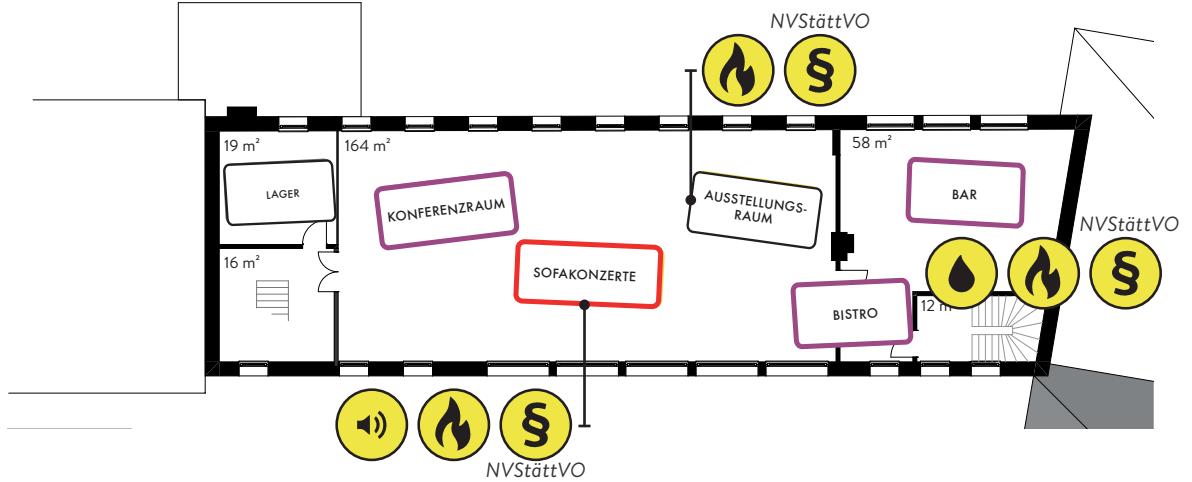 NVStättVO
§
19 m²
164 m²
58 m²
LAGER
KONFERENZRAUM
AUSSTELLUNGS-
RAUM
BAR
NVStättVO
§
16 m²
SOFAKONZERTE
BISTRO
12 m
§
NVStättVO